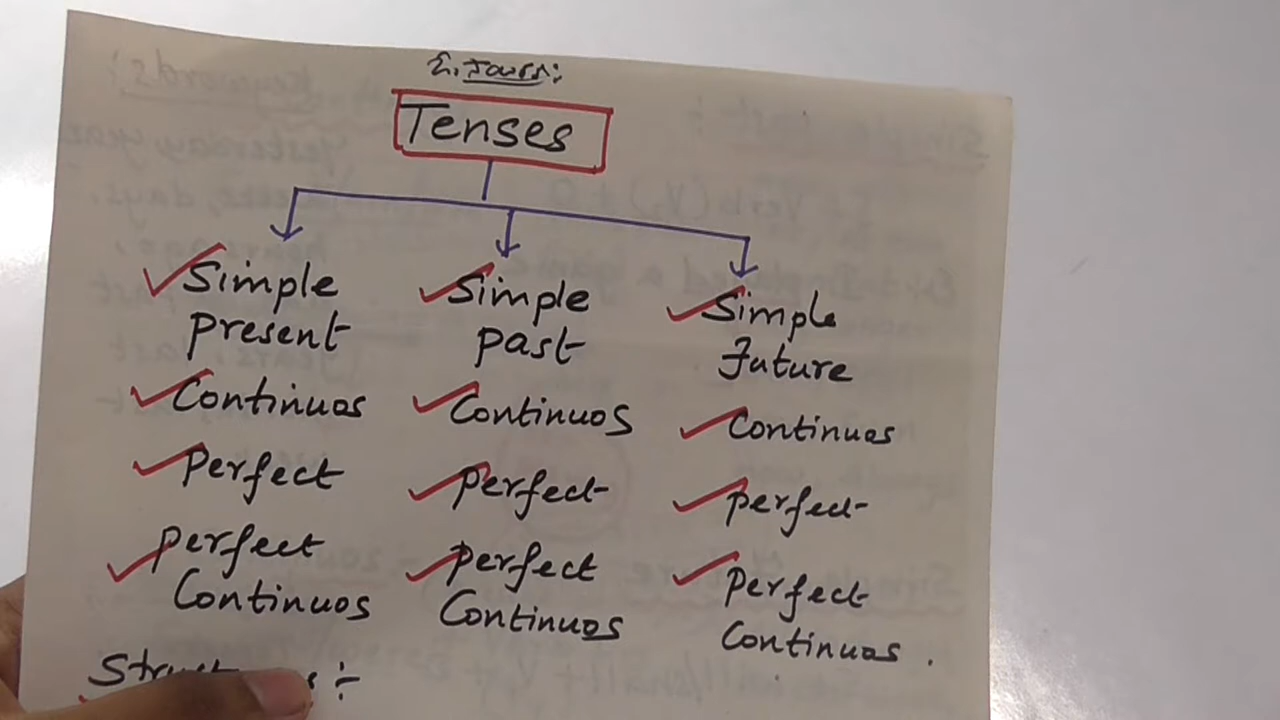 Tenses
Simple
present
Continuos
perfect
perfect
Continuos
Simple
past
Continuos
perfect
perfect
Continuos
Simple
Future
Continuos
perfect
perfect
Continuos.